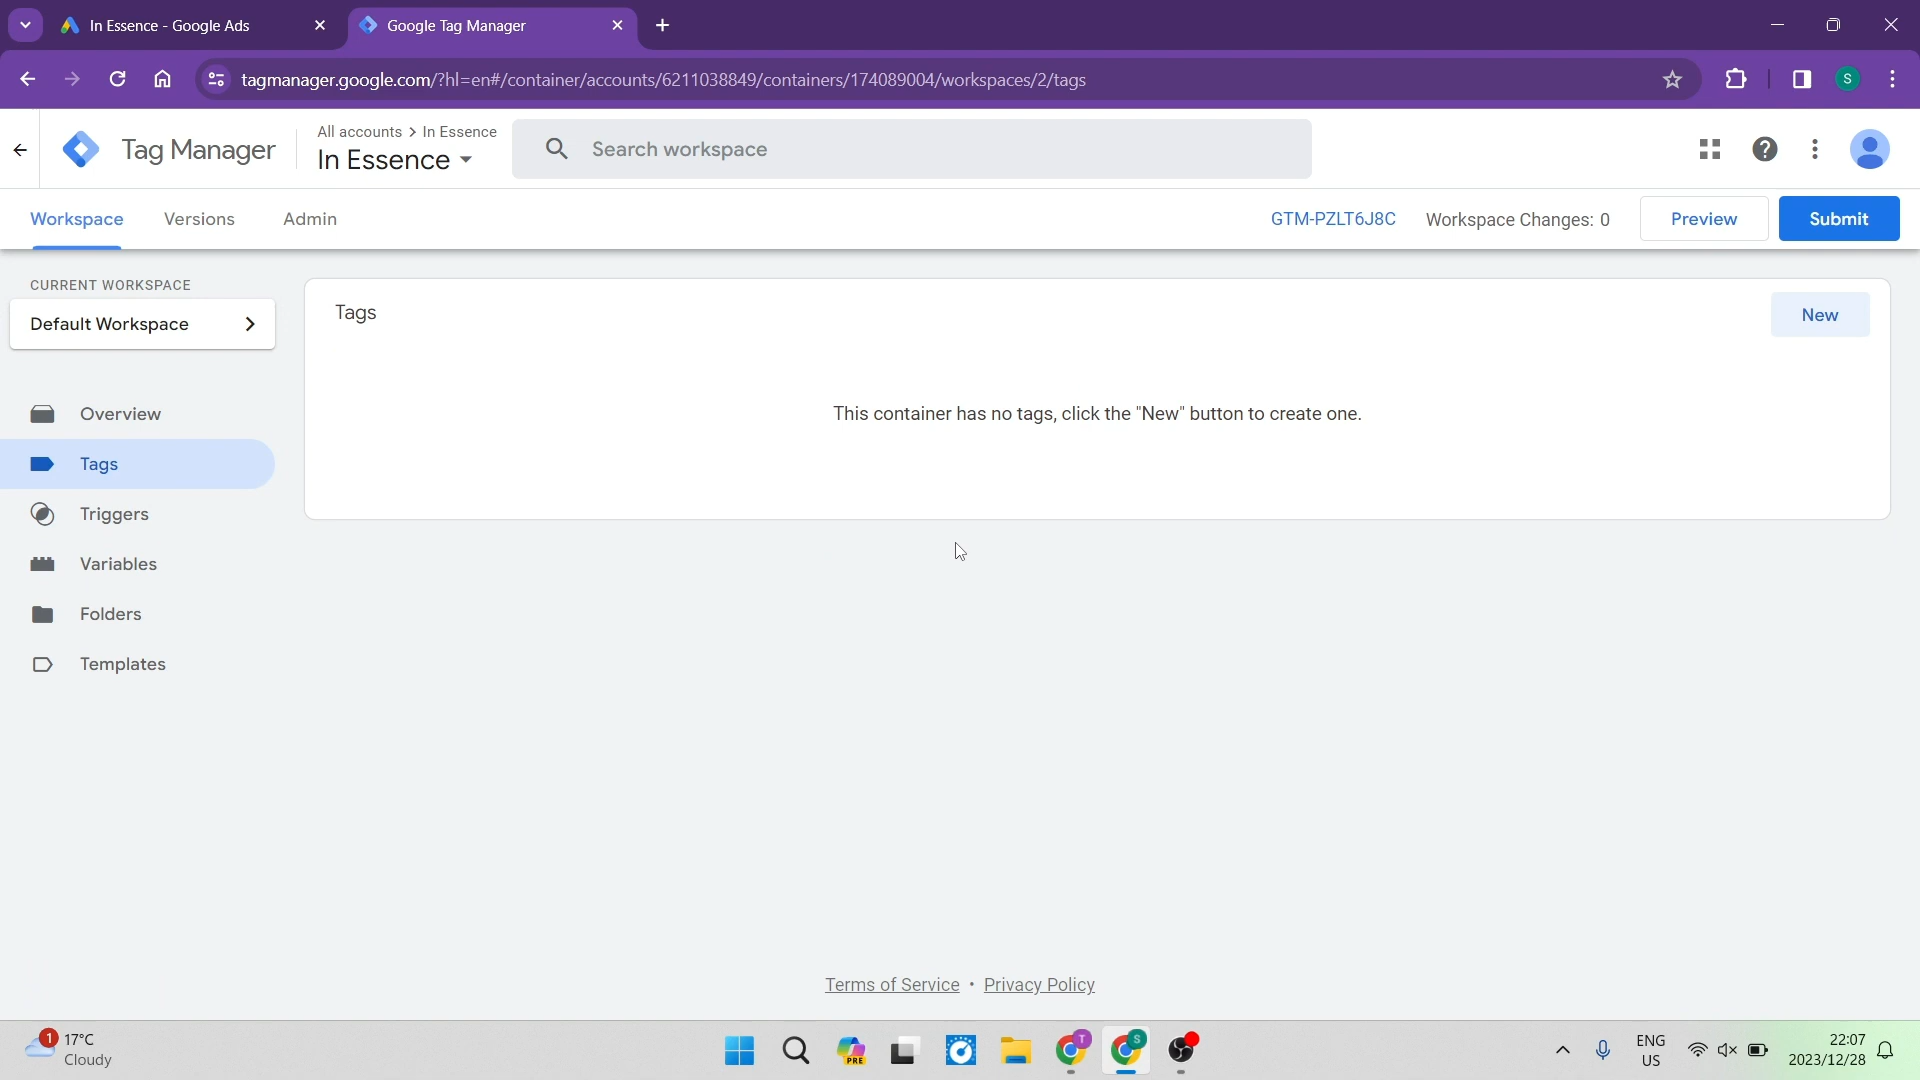 In Essence - Google Ads
Google Tag Manager
tagmanager.google.com/?hl=en#/container/accounts/6211038849/containers/174089004/workspaces/2/tags
S
Tag Manager
All accounts > In Essence
In Essence
Search workspace
Workspace
Versions
Admin
GTM-PZLT6J8C
Workspace Changes: 0
Preview
Submit
CURRENT WORKSPACE
Default Workspace
Tags
New
This container has no tags, click the "New" button to create one.
Overview
Tags
Triggers
Variables
Folders
Templates
Terms of Service • Privacy Policy
1
17°C
Cloudy
PRE
T
S
ENG
US
22:07
2023/12/28